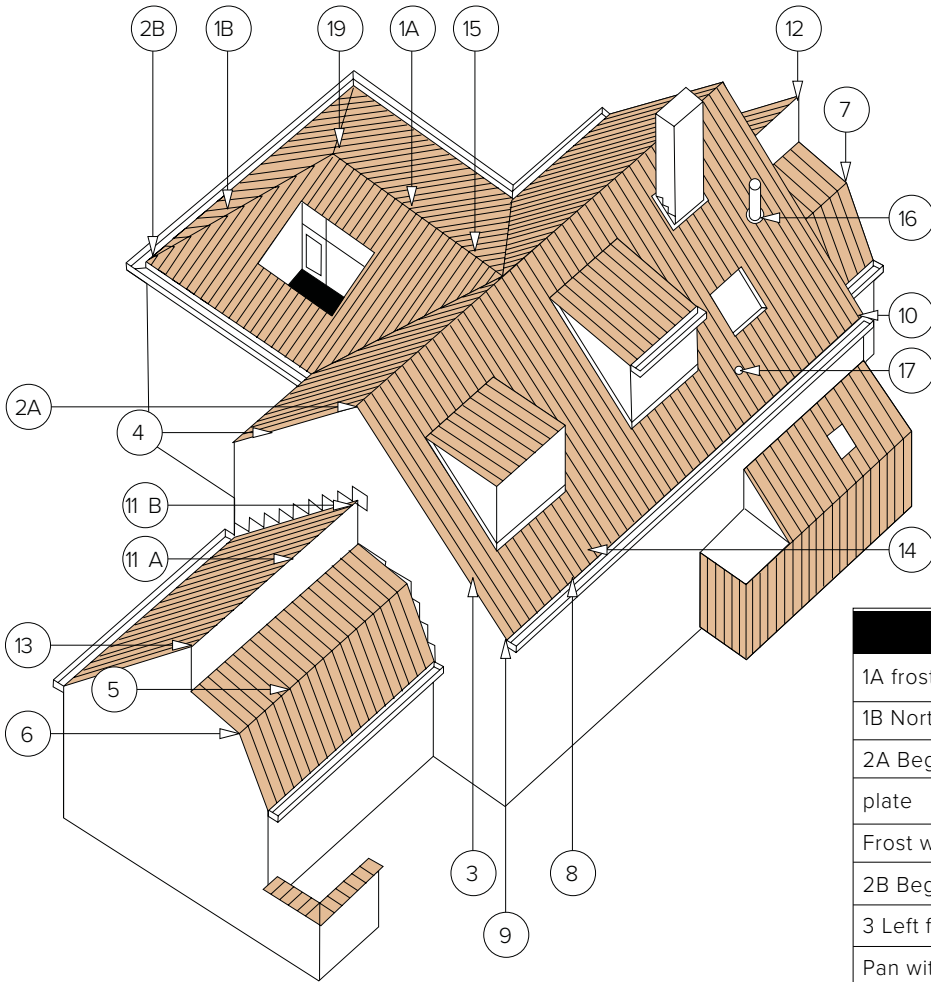 2B
1B
19
1A
15
12
7
16
10
17
2A
4
11 B
11 A
14
13
5
6
3
8
9
1A frost
1B Nort
2A Beg
plate
Frost w
2B Beg
3 Left f
Pan wit